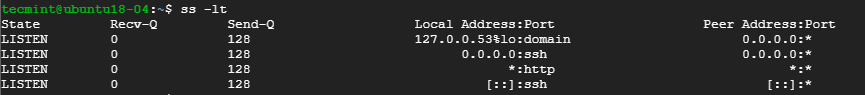 tecmint@ubuntu18-04:~$ ss -lt
State Recv-Q Send-Q Local Address:Port Peer Address:Port
LISTEN 0 128 127.0.0.53%lo:domain 0.0.0.0:*
LISTEN 0 128 0.0.0.0:ssh 0.0.0.0:*
LISTEN 0 128 *:http *:*
LISTEN 0 128 [::]:ssh [::]:*